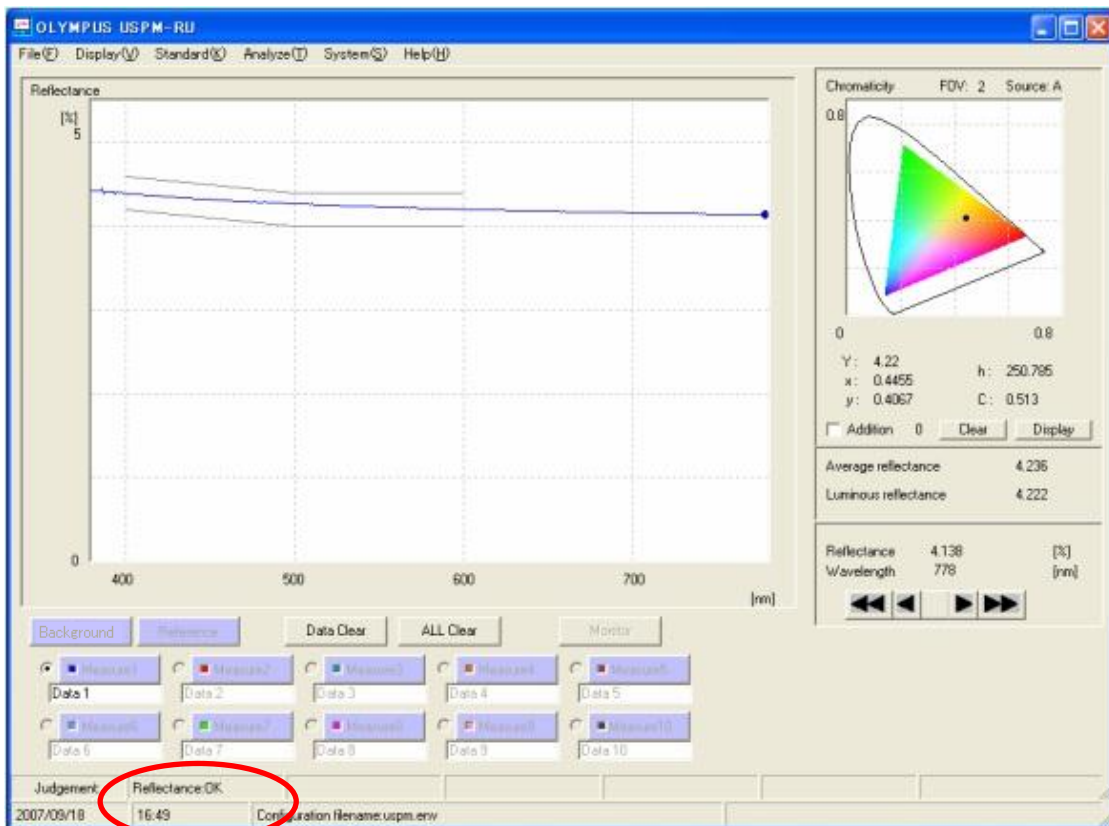 OLYMPUS USPM-RU
File(F) Display(V) Standard(K) Analyze(T) System(S) Help(H)
Reflectance
[%]
5
0
400 500 600 700
[nm]
Chromaticity FOV: 2 Source: A
0.8
0 0.8
Y: 4.22
x: 0.4455
y: 0.4067
h: 250.785
C: 0.513
Addition 0 Clear Display
Average reflectance 4.236
Luminous reflectance 4.222
Reflectance 4.138 [%]
Wavelength 778 [nm]
Background Reference Data Clear ALL Clear Monitor
Measure1 Measure2 Measure3 Measure4 Measure5
Data 1 Data 2 Data 3 Data 4 Data 5
Measure6 Measure7 Measure8 Measure9 Measure10
Data 6 Data 7 Data 8 Data 9 Data 10
Judgement: Reflectance:OK
2007/09/18 16:49 Configuration filename:uspm.env